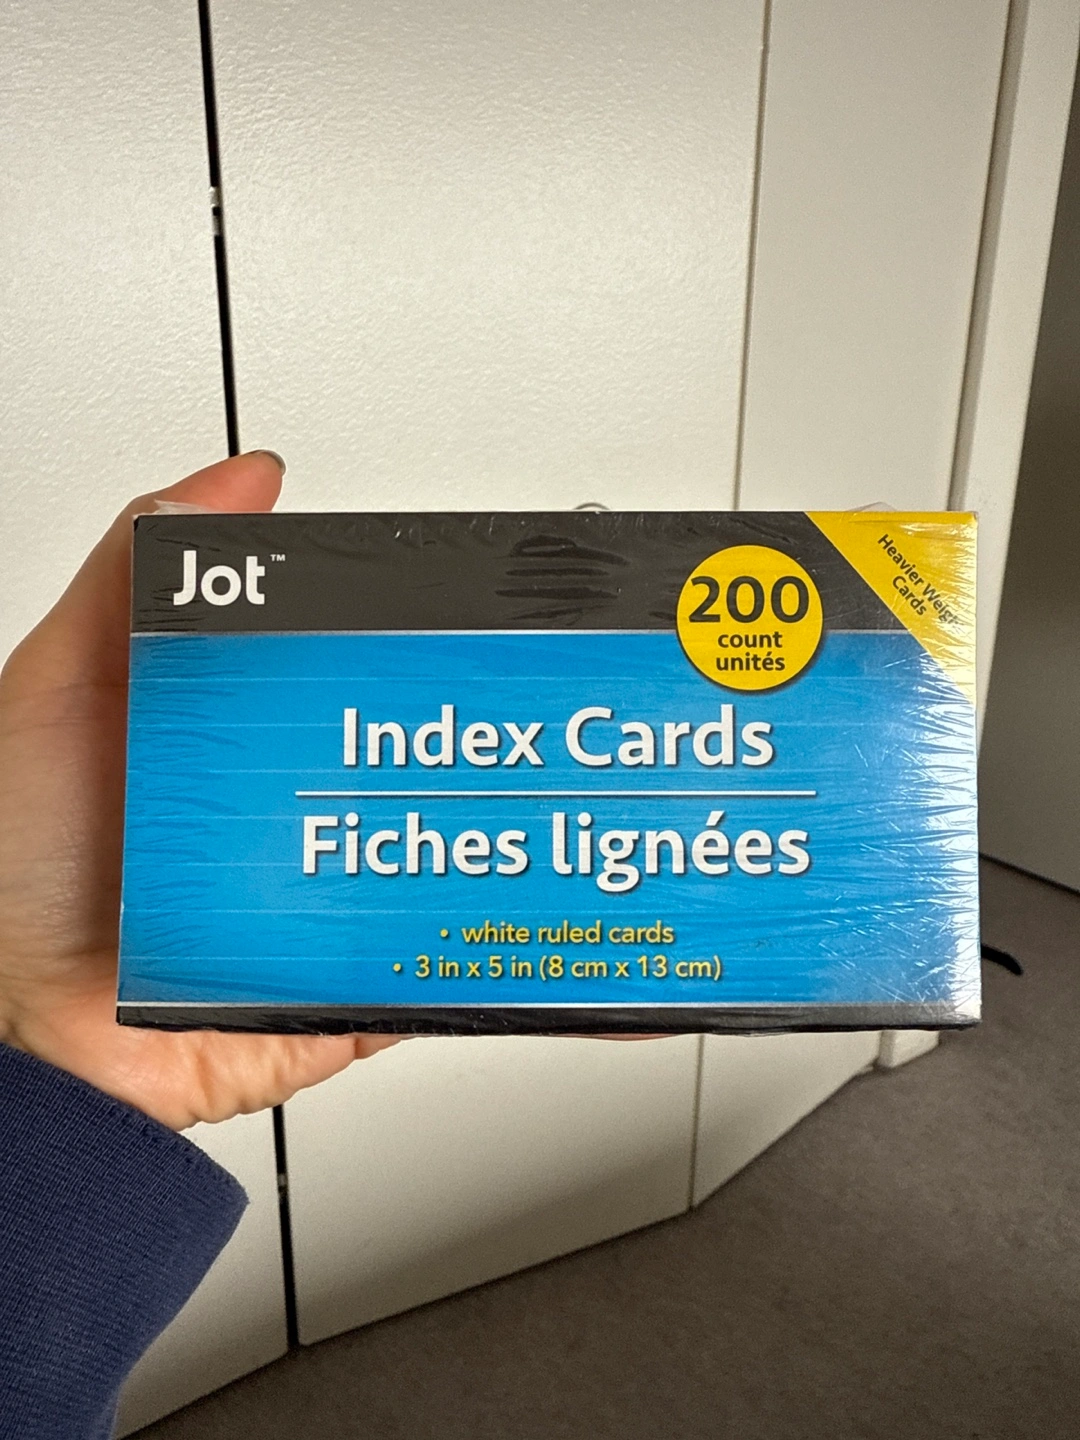 Jot™
200
count
unités
Heavier Weight
Cards
Index Cards
Fiches lignées
• white ruled cards
• 3 in x 5 in (8 cm x 13 cm)